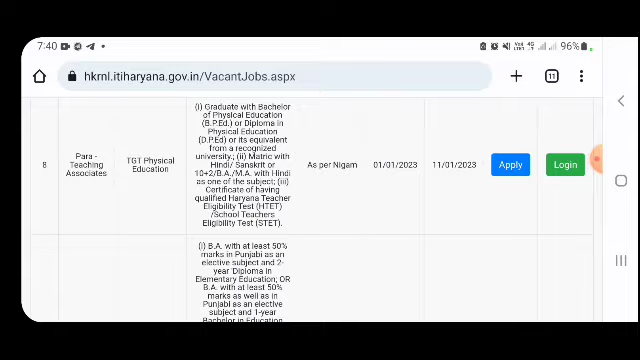 7:40
96%
hkrnl.itiharyana.gov.in/VacantJobs.aspx
11
8
Para -
Teaching
Associates
TGT Physical
Education
(i) Graduate with Bachelor
of Physical Education
(B.P.Ed.) or Diploma in
Physical Education
(D.P.Ed) or its equivalent
from a recognized
university.; (ii) Matric with
Hindi/ Sanskrit or
10+2/B.A./M.A. with Hindi
as one of the subject; (iii)
Certificate of having
qualified Haryana Teacher
Eligibility Test (HTET)
/School Teachers
Eligibility Test (STET).
As per Nigam
01/01/2023
11/01/2023
Apply
Login
(i) B.A. with at least 50%
marks in Punjabi as an
elective subject and 2-
year 'Diploma in
Elementary Education; OR
B.A. with at least 50%
marks as well as in
Punjabi as an elective
subject and 1-year
Bachelor in Education